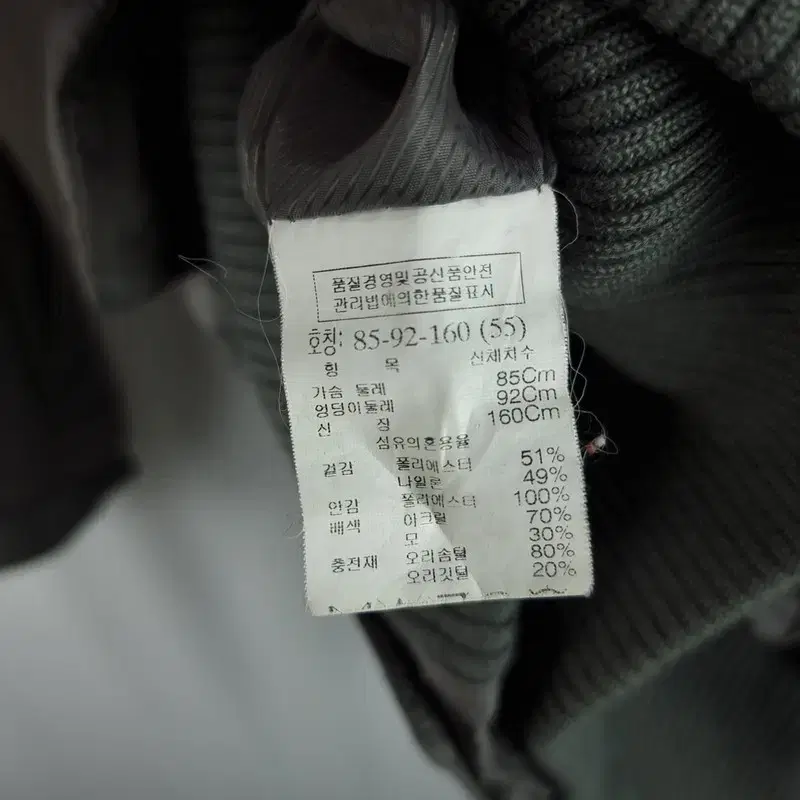 품질경영및공신품안전
관리법에의한품질표시
호칭: 85-92-160 (55)
항 목 신체치수
가슴 둘레 85Cm
엉덩이둘레 92Cm
신 장 160Cm
섬유의혼용율
겉감 폴리에스터 51%
나일론 49%
안감 폴리에스터 100%
배색 아크릴 70%
모 30%
충전재 오리솜털 80%
오리깃털 20%